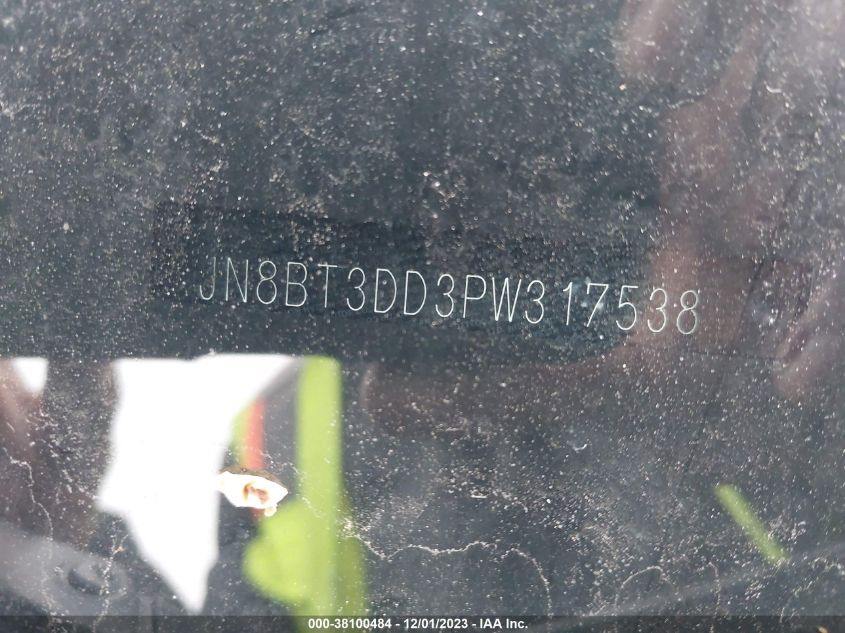 JN8BT3DD3PW317538
000-38100484 - 12/01/2023 - IAA Inc.